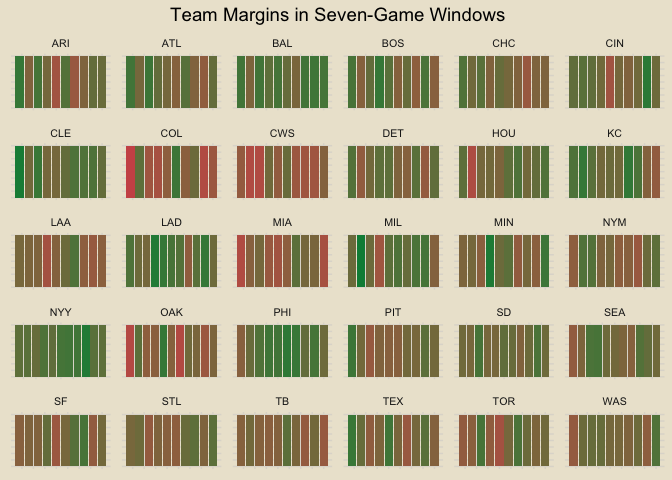 Team Margins in Seven-Game Windows
ARI ATL BAL BOS CHC CIN
CLE COL CWS DET HOU KC
LAA LAD MIA MIL MIN NYM
NYY OAK PHI PIT SD SEA
SF STL TB TEX TOR WAS